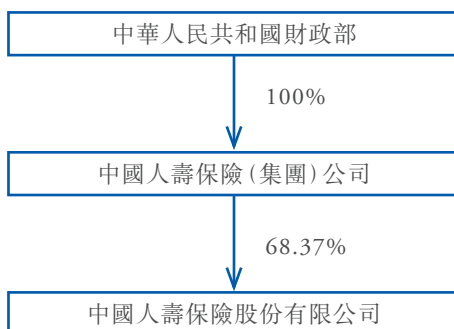 中華人民共和國財政部
100%
中國人壽保險(集團)公司
68.37%
中國人壽保險股份有限公司